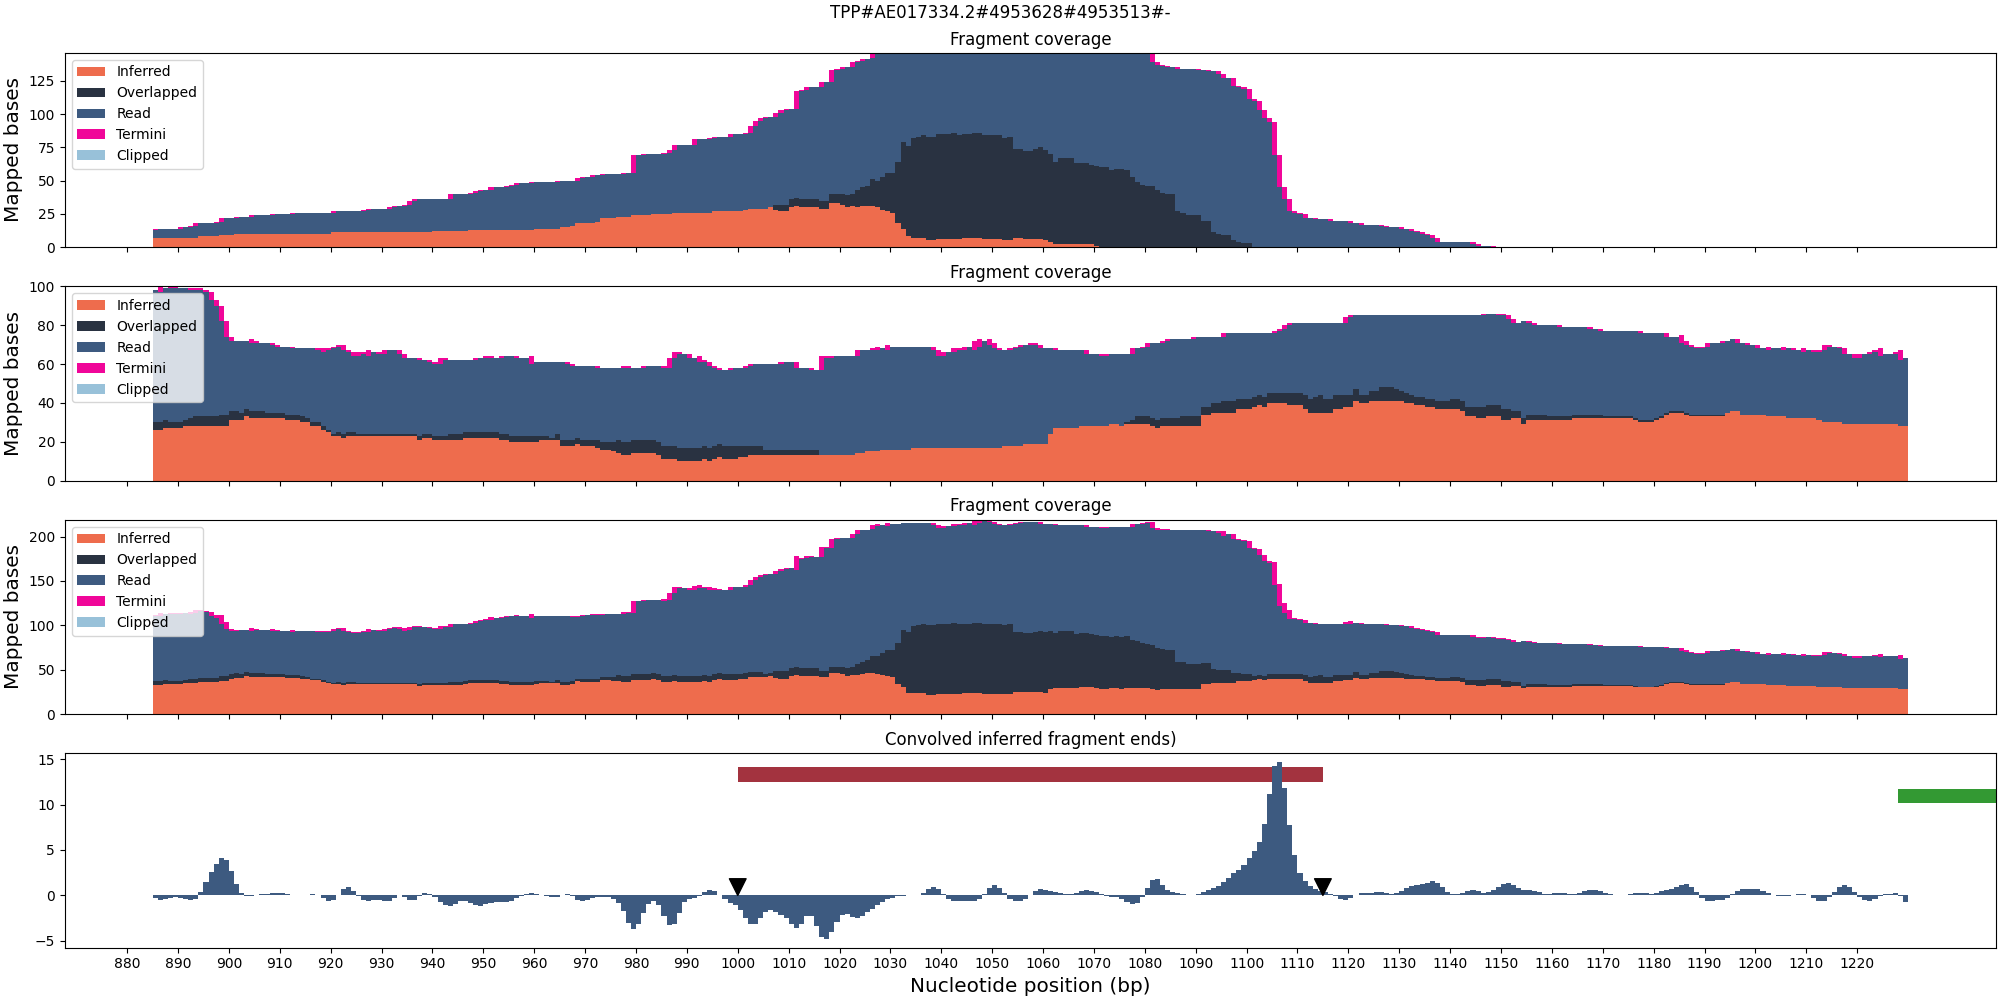 TPP#AE017334.2#4953628#4953513#-
Fragment coverage
Mapped bases
125
100
75
50
25
0
Inferred
Overlapped
Read
Termini
Clipped
Fragment coverage
Mapped bases
100
80
60
40
20
0
Inferred
Overlapped
Read
Termini
Clipped
Fragment coverage
Mapped bases
200
150
100
50
0
Inferred
Overlapped
Read
Termini
Clipped
Convolved inferred fragment ends)
15
10
5
0
−5
880 890 900 910 920 930 940 950 960 970 980 990 1000 1010 1020 1030 1040 1050 1060 1070 1080 1090 1100 1110 1120 1130 1140 1150 1160 1170 1180 1190 1200 1210 1220
Nucleotide position (bp)